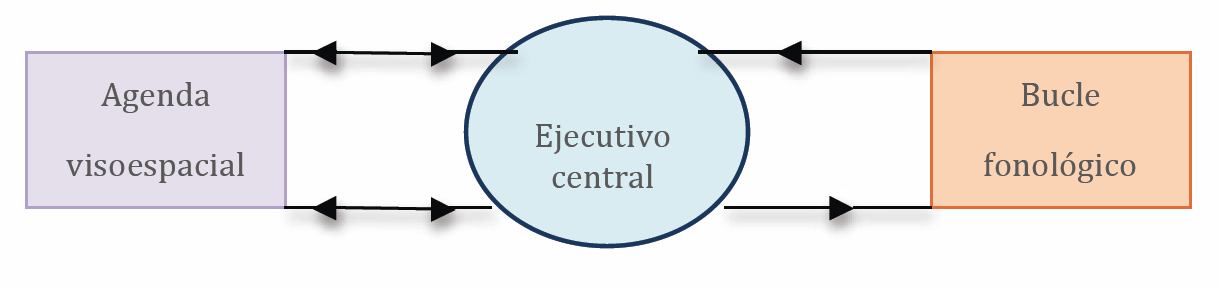 Agenda
visoespacial
Ejecutivo
central
Bucle
fonológico